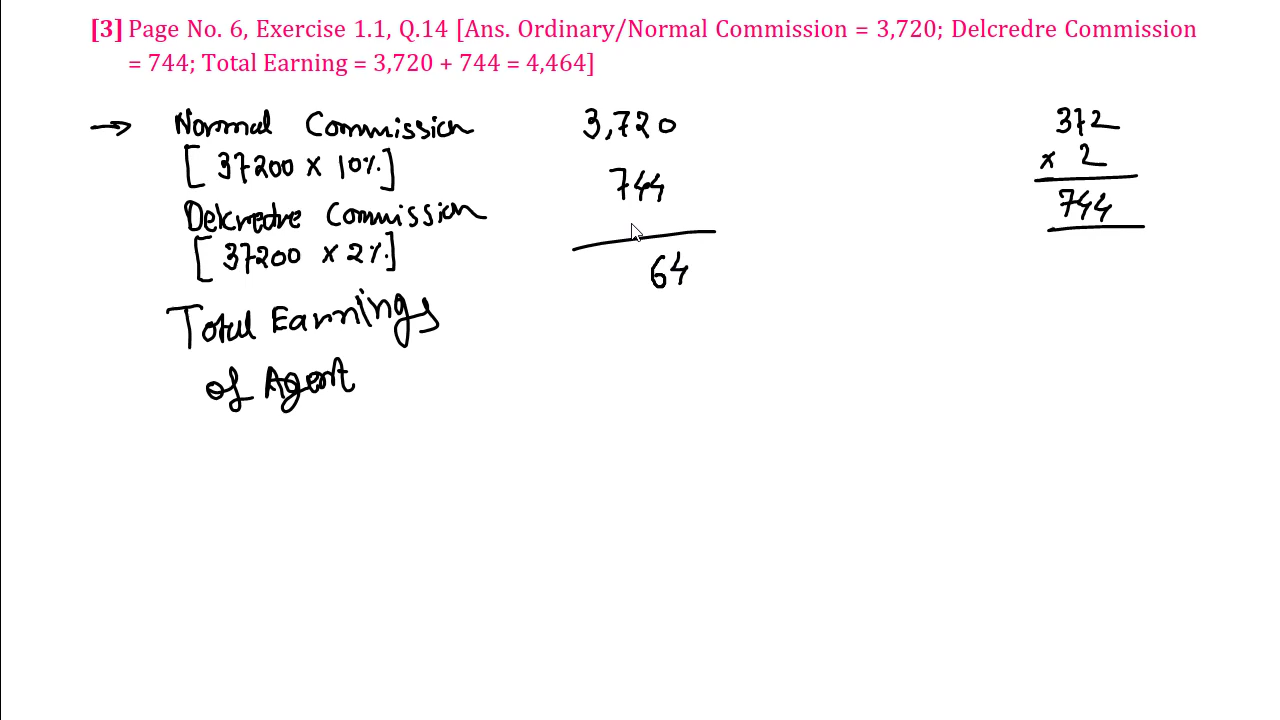 [3] Page No. 6, Exercise 1.1, Q.14 [Ans. Ordinary/Normal Commission = 3,720; Delcredre Commission
= 744; Total Earning = 3,720 + 744 = 4,464]
→ Normal Commission 3,720
[37200 × 10%]
744
Delcredre Commission
[37200 × 2%]
64
Total Earnings
of Agent
372
× 2
744